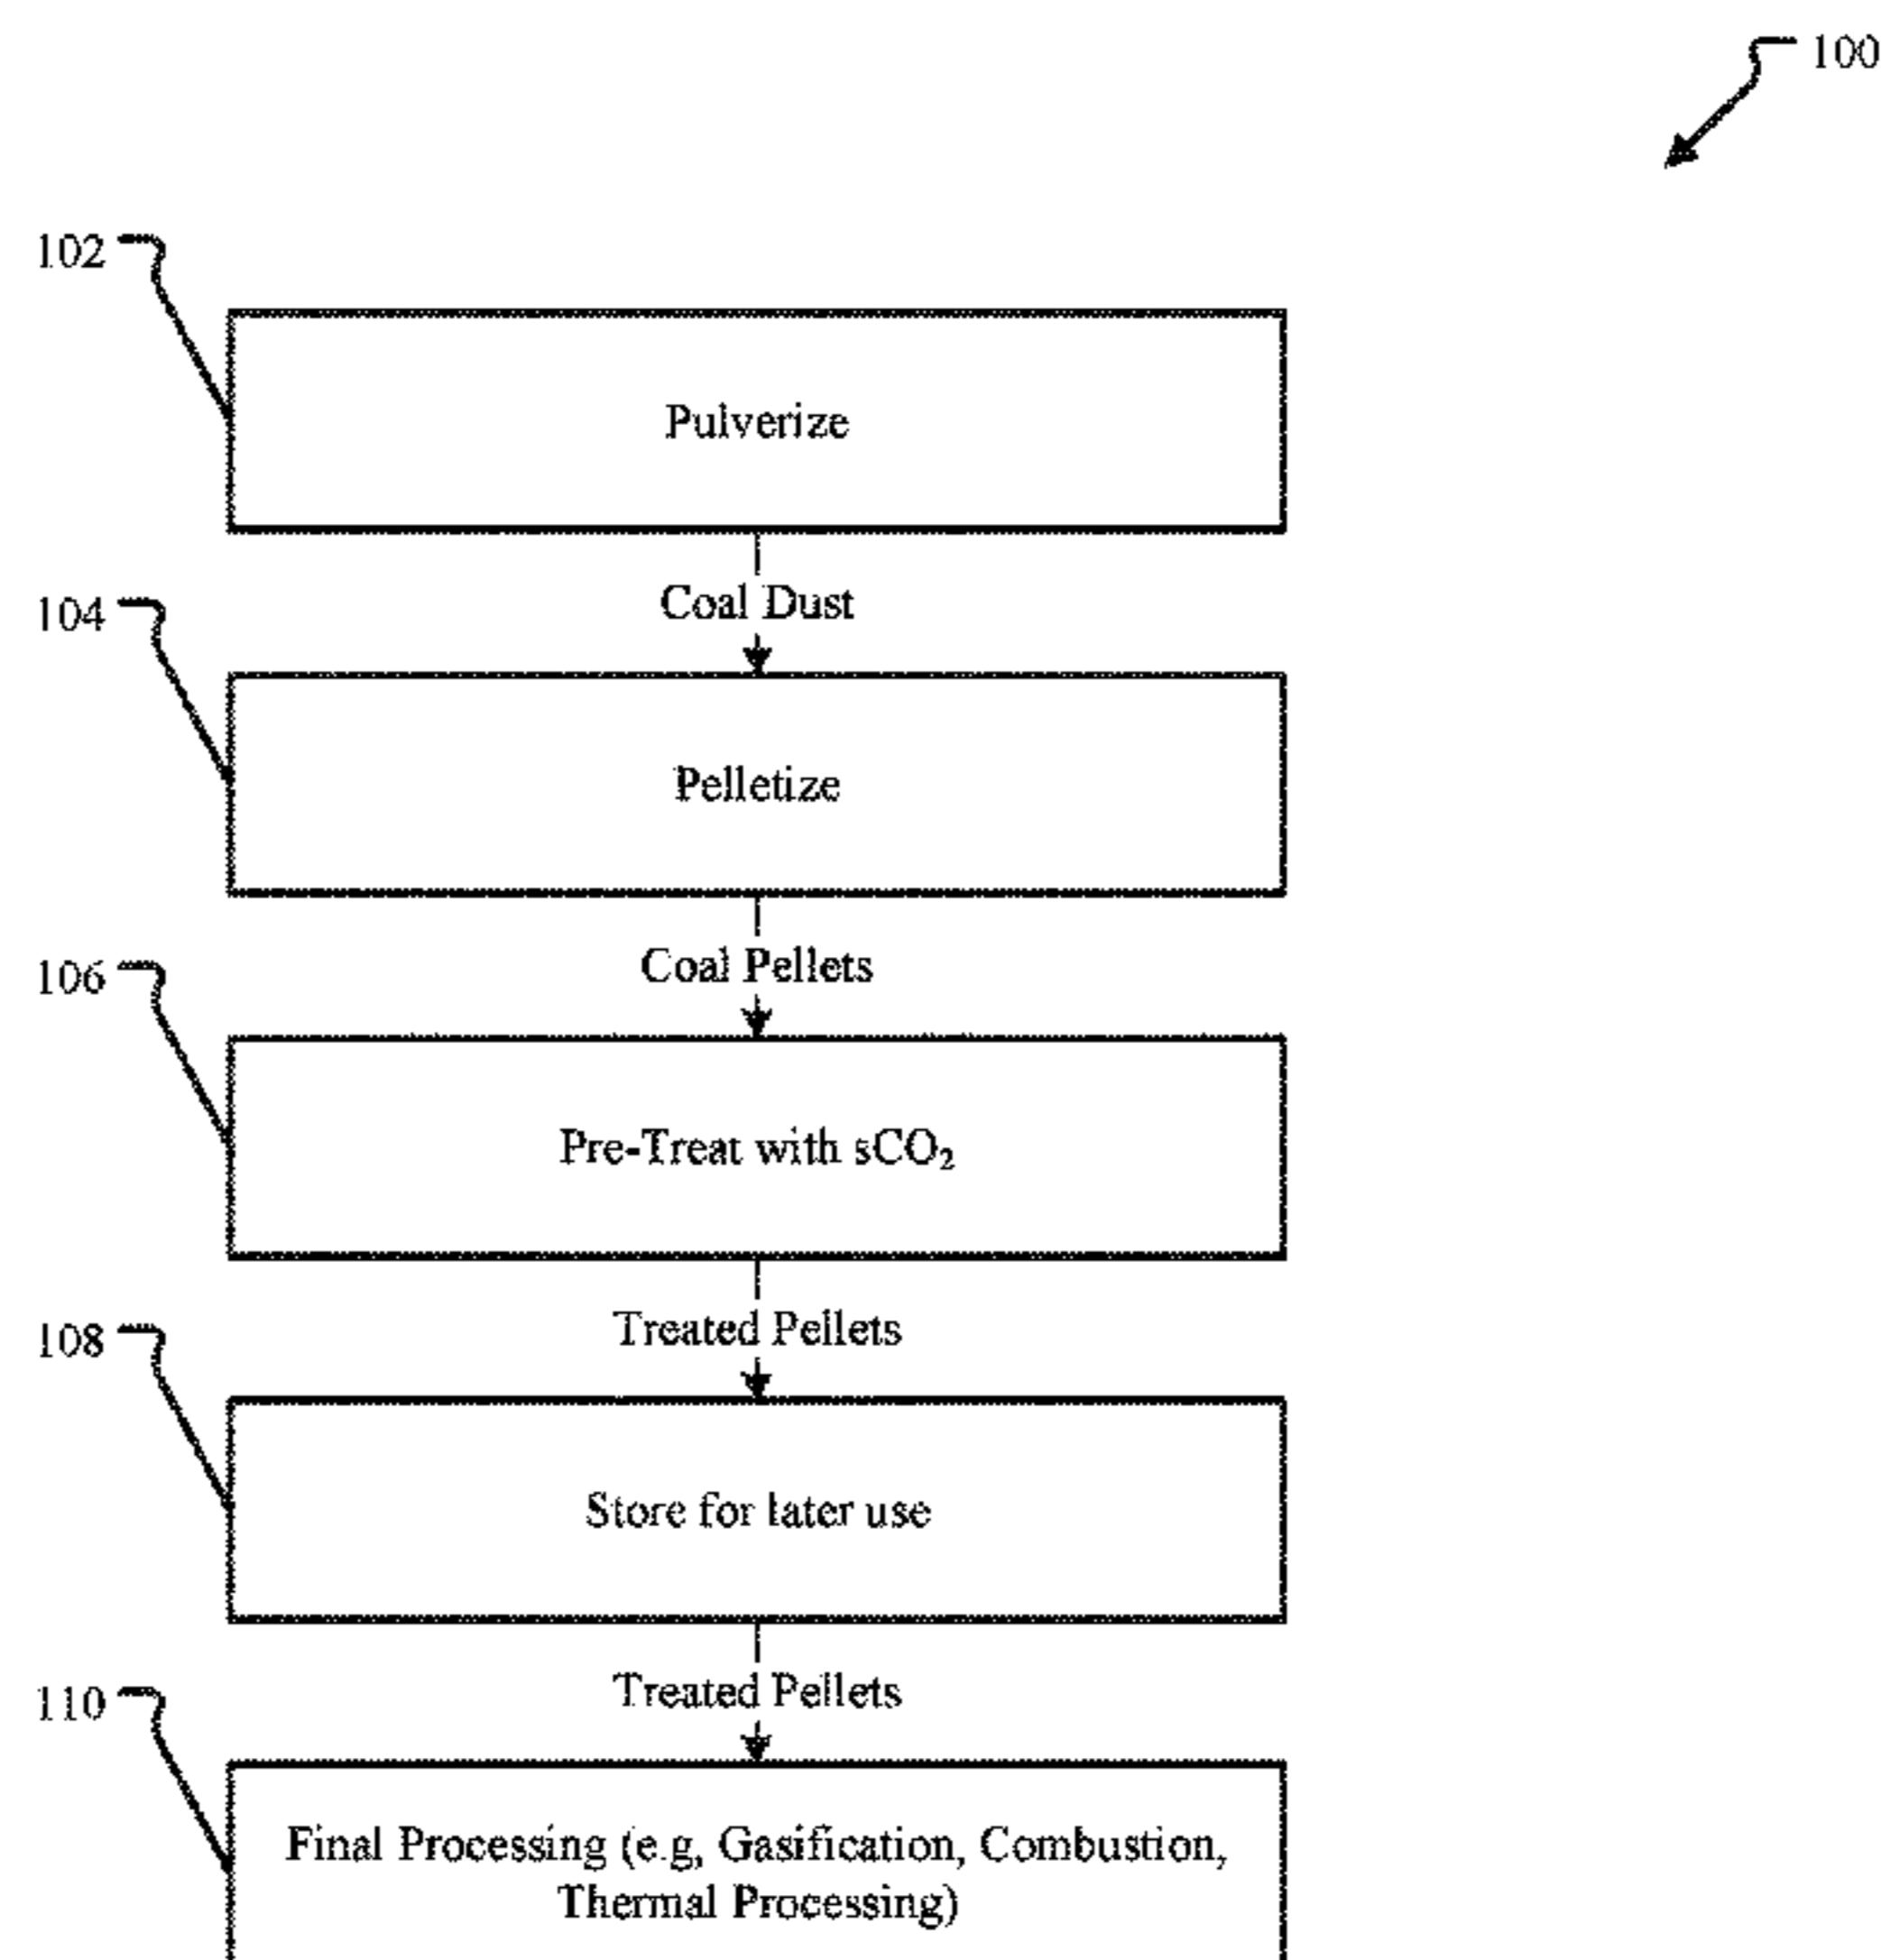 100
102
Pulverize
Coal Dust
104
Pelletize
Coal Pellets
106
Pre-Treat with sCO₂
Treated Pellets
108
Store for later use
Treated Pellets
110
Final Processing (e.g, Gasification, Combustion,
Thermal Processing)